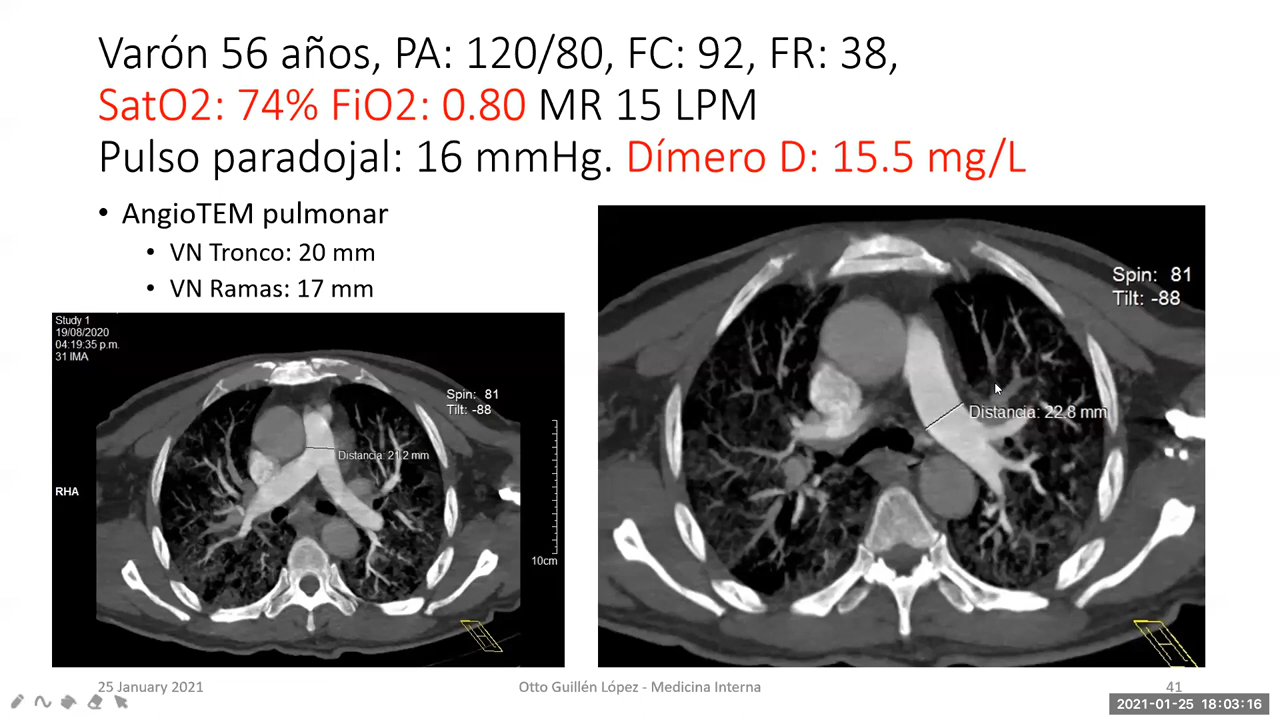 Varón 56 años, PA: 120/80, FC: 92, FR: 38,
SatO2: 74% FiO2: 0.80 MR 15 LPM
Pulso paradojal: 16 mmHg. Dímero D: 15.5 mg/L
• AngioTEM pulmonar
• VN Tronco: 20 mm
• VN Ramas: 17 mm
Study 1
19/08/2020
04:19:35 p.m.
31 IMA
Spin: 81
Tilt: -88
Distancia: 21.2 mm
RHA
10cm
Spin: 81
Tilt: -88
Distancia: 22.8 mm
25 January 2021
Otto Guillén López - Medicina Interna
41
2021-01-25 18:03:16